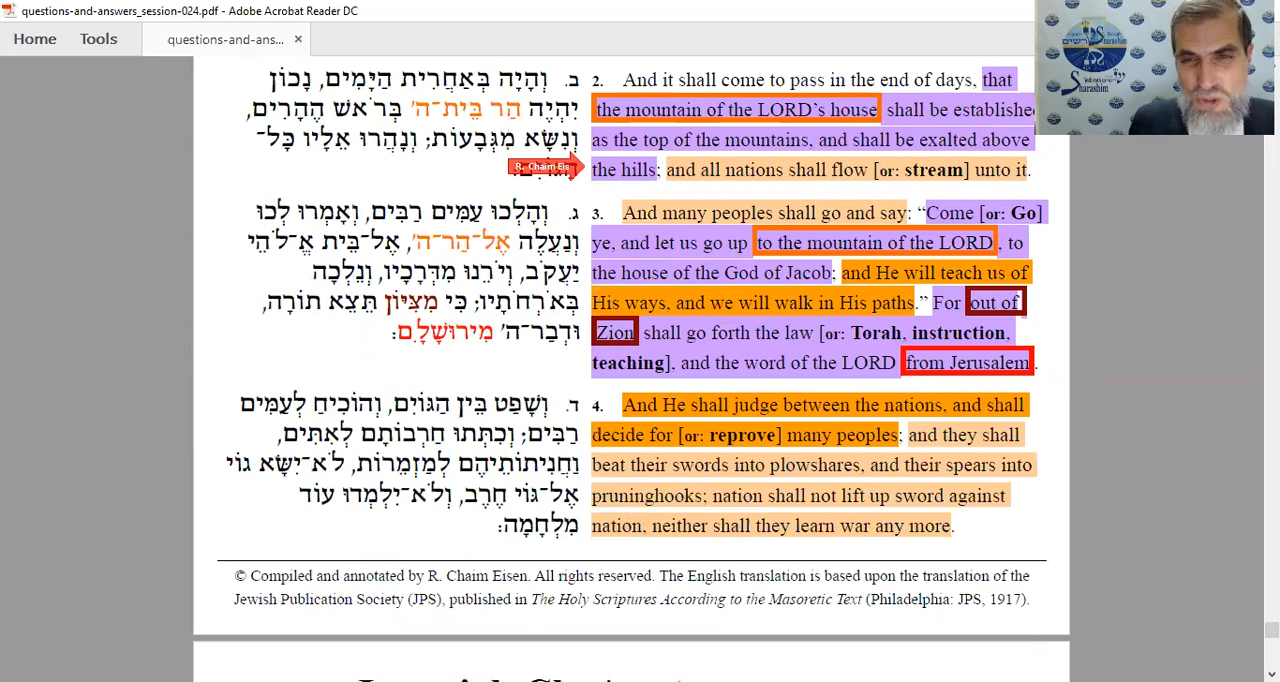 questions-and-answers_session-024.pdf - Adobe Acrobat Reader DC
Home Tools questions-and-ans... ×
ב. וְהָיָה בְּאַחֲרִית הַיָּמִים, נָכוֹן
יִהְיֶה הַר בֵּית־ה' בְּרֹאשׁ הֶהָרִים,
וְנִשָּׂא מִגְּבָעוֹת; וְנָהֲרוּ אֵלָיו כָּל־
R. Chaim Eis
2. And it shall come to pass in the end of days, that
the mountain of the LORD’s house shall be established
as the top of the mountains, and shall be exalted above
the hills; and all nations shall flow [or: stream] unto it.
ג. וְהָלְכוּ עַמִּים רַבִּים, וְאָמְרוּ לְכוּ
וְנַעֲלֶה אֶל־הַר־ה', אֶל־בֵּית אֱ־לֹהֵי
יַעֲקֹב, וְיֹרֵנוּ מִדְּרָכָיו, וְנֵלְכָה
בְּאֹרְחֹתָיו; כִּי מִצִּיּוֹן תֵּצֵא תוֹרָה,
וּדְבַר־ה' מִירוּשָׁלִָם:
3. And many peoples shall go and say: “Come [or: Go]
ye, and let us go up to the mountain of the LORD, to
the house of the God of Jacob; and He will teach us of
His ways, and we will walk in His paths.” For out of
Zion shall go forth the law [or: Torah, instruction,
teaching], and the word of the LORD from Jerusalem.
ד. וְשָׁפַט בֵּין הַגּוֹיִם, וְהוֹכִיחַ לְעַמִּים
רַבִּים; וְכִתְּתוּ חַרְבוֹתָם לְאִתִּים,
וַחֲנִיתוֹתֵיהֶם לְמַזְמֵרוֹת, לֹא־יִשָּׂא גוֹי
אֶל־גּוֹי חֶרֶב, וְלֹא־יִלְמְדוּ עוֹד
מִלְחָמָה:
4. And He shall judge between the nations, and shall
decide for [or: reprove] many peoples; and they shall
beat their swords into plowshares, and their spears into
pruninghooks; nation shall not lift up sword against
nation, neither shall they learn war any more.
© Compiled and annotated by R. Chaim Eisen. All rights reserved. The English translation is based upon the translation of the
Jewish Publication Society (JPS), published in The Holy Scriptures According to the Masoretic Text (Philadelphia: JPS, 1917).
Sharashim